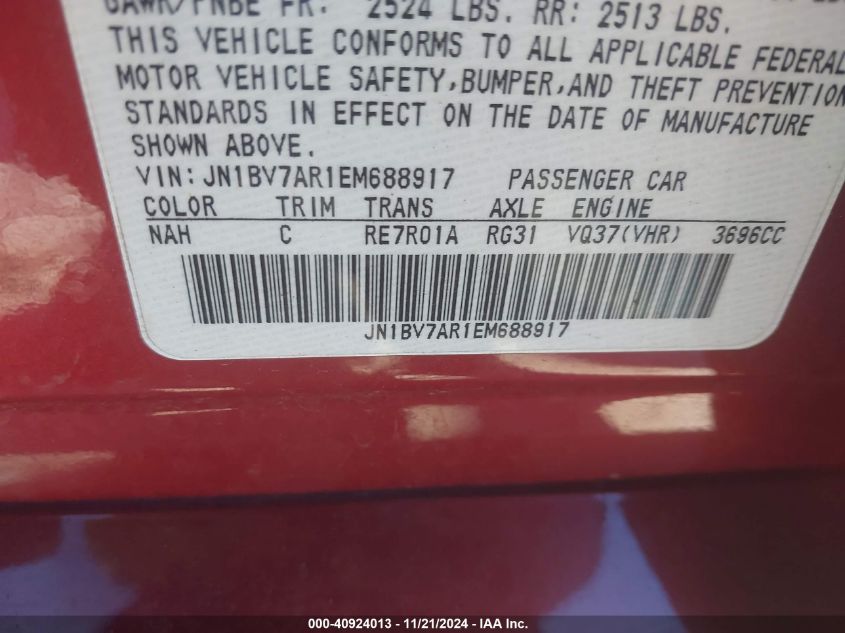 GAWR/PNBE FR: 2524 LBS. RR: 2513 LBS.
THIS VEHICLE CONFORMS TO ALL APPLICABLE FEDERAL
MOTOR VEHICLE SAFETY,BUMPER,AND THEFT PREVENTION
STANDARDS IN EFFECT ON THE DATE OF MANUFACTURE
SHOWN ABOVE.
VIN:JN1BV7AR1EM688917 PASSENGER CAR
COLOR TRIM TRANS AXLE ENGINE
NAH C RE7R01A RG31 VQ37(VHR) 3696CC
JN1BV7AR1EM688917
000-40924013 - 11/21/2024 - IAAI Inc.